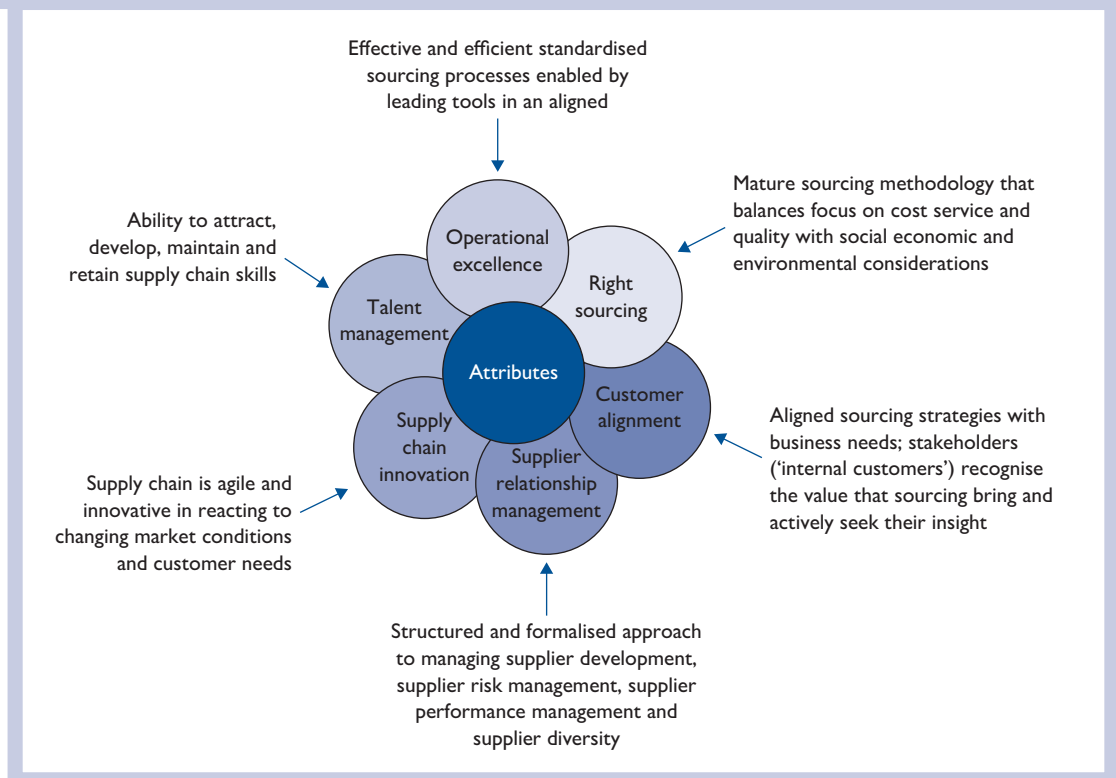 Effective and efficient standardised
sourcing processes enabled by
leading tools in an aligned
Mature sourcing methodology that
balances focus on cost service and
quality with social economic and
environmental considerations
Ability to attract,
develop, maintain and
retain supply chain skills
Operational
excellence
Right
sourcing
Talent
management
Attributes
Customer
alignment
Supply
chain
innovation
Supplier
relationship
management
Aligned sourcing strategies with
business needs; stakeholders
(‘internal customers’) recognise
the value that sourcing bring and
actively seek their insight
Supply chain is agile and
innovative in reacting to
changing market conditions
and customer needs
Structured and formalised approach
to managing supplier development,
supplier risk management, supplier
performance management and
supplier diversity